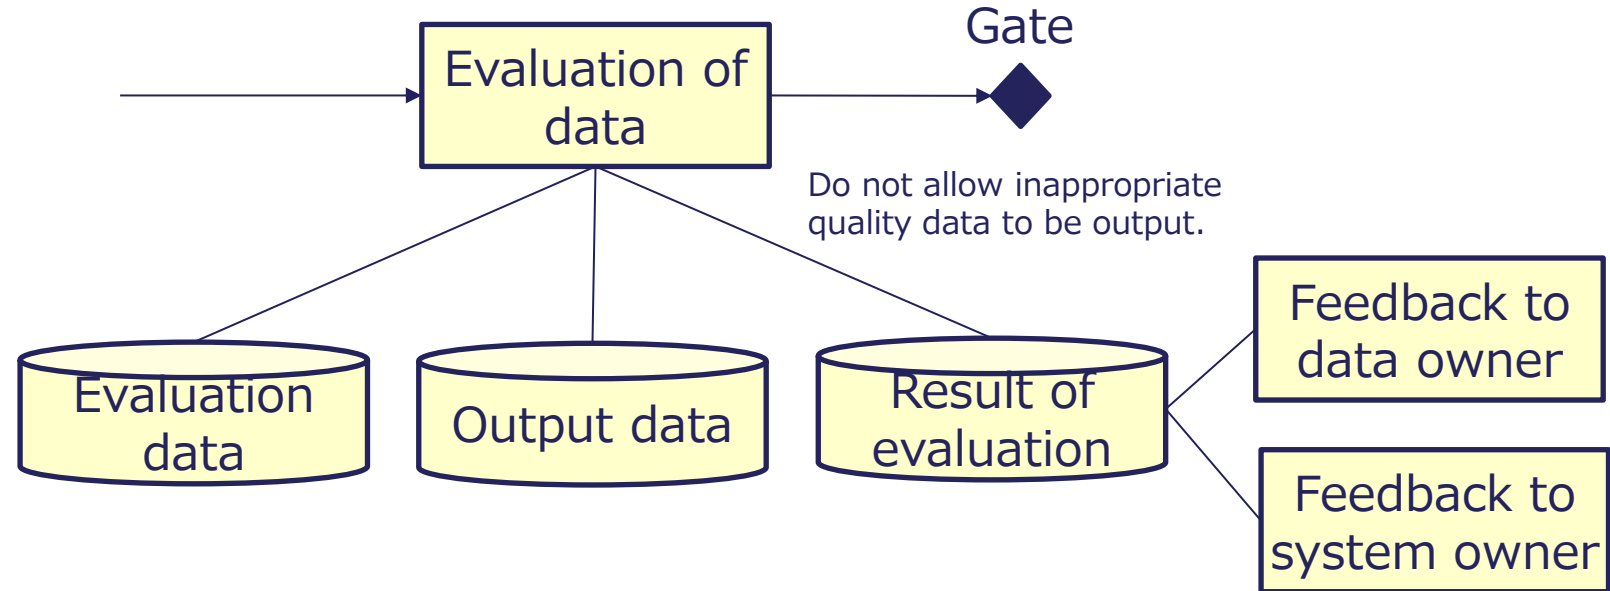 Gate
Evaluation of
data
Do not allow inappropriate
quality data to be output.
Evaluation
data
Output data
Result of
evaluation
Feedback to
data owner
Feedback to
system owner